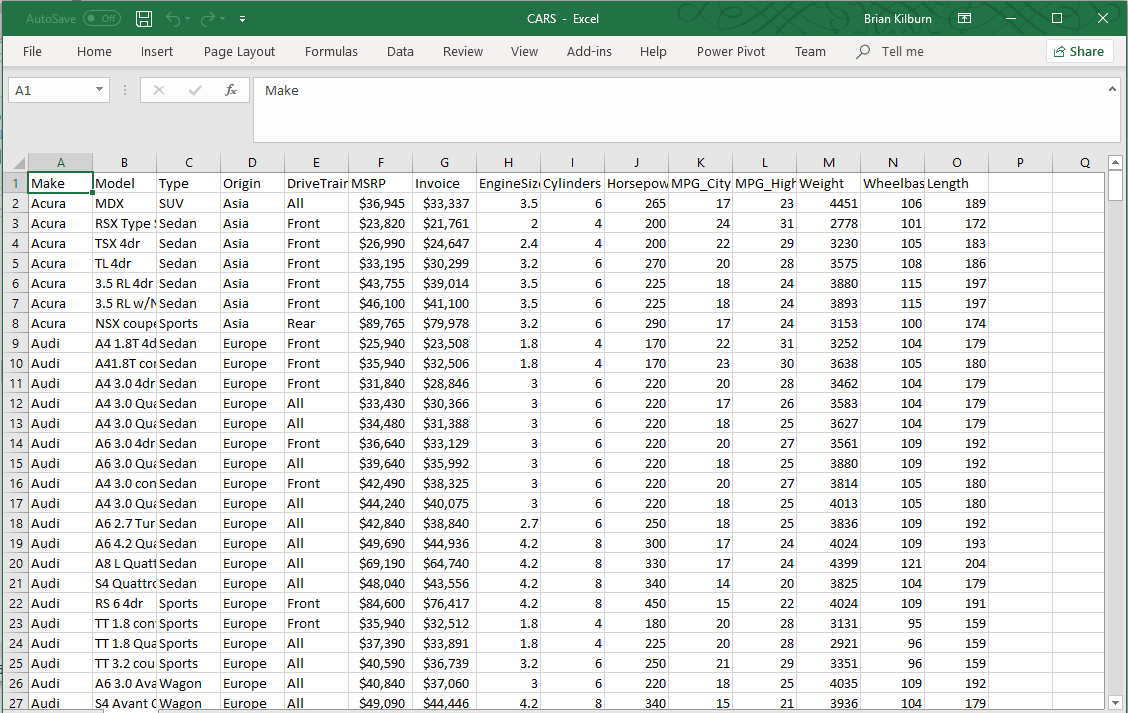 AutoSave Off CARS - Excel Brian Kilburn
File Home Insert Page Layout Formulas Data Review View Add-ins Help Power Pivot Team Tell me Share
A1 fx Make
A B C D E F G H I J K L M N O P Q
1 Make Model Type Origin DriveTrain MSRP Invoice EngineSize Cylinders Horsepow MPG_City MPG_High Weight Wheelbas Length
2 Acura MDX SUV Asia All $36,945 $33,337 3.5 6 265 17 23 4451 106 189
3 Acura RSX Type S Sedan Asia Front $23,820 $21,761 2 4 200 24 31 2778 101 172
4 Acura TSX 4dr Sedan Asia Front $26,990 $24,647 2.4 4 200 22 29 3230 105 183
5 Acura TL 4dr Sedan Asia Front $33,195 $30,299 3.2 6 270 20 28 3575 108 186
6 Acura 3.5 RL 4dr Sedan Asia Front $43,755 $39,014 3.5 6 225 18 24 3880 115 197
7 Acura 3.5 RL w/N Sedan Asia Front $46,100 $41,100 3.5 6 225 18 24 3893 115 197
8 Acura NSX coupe Sports Asia Rear $89,765 $79,978 3.2 6 290 17 24 3153 100 174
9 Audi A4 1.8T 4d Sedan Europe Front $25,940 $23,508 1.8 4 170 22 31 3252 104 179
10 Audi A41.8T con Sedan Europe Front $35,940 $32,506 1.8 4 170 23 30 3638 105 180
11 Audi A4 3.0 4dr Sedan Europe Front $31,840 $28,846 3 6 220 20 28 3462 104 179
12 Audi A4 3.0 Qua Sedan Europe All $33,430 $30,366 3 6 220 17 26 3583 104 179
13 Audi A4 3.0 Qua Sedan Europe All $34,480 $31,388 3 6 220 18 25 3627 104 179
14 Audi A6 3.0 4dr Sedan Europe Front $36,640 $33,129 3 6 220 20 27 3561 109 192
15 Audi A6 3.0 Qua Sedan Europe All $39,640 $35,992 3 6 220 18 25 3880 109 192
16 Audi A4 3.0 con Sedan Europe Front $42,490 $38,325 3 6 220 20 27 3814 105 180
17 Audi A4 3.0 Qua Sedan Europe All $44,240 $40,075 3 6 220 18 25 4013 105 180
18 Audi A6 2.7 Tur Sedan Europe All $42,840 $38,840 2.7 6 250 18 25 3836 109 192
19 Audi A6 4.2 Qua Sedan Europe All $49,690 $44,936 4.2 8 300 17 24 4024 109 193
20 Audi A8 L Quatt Sedan Europe All $69,190 $64,740 4.2 8 330 17 24 4399 121 204
21 Audi S4 Quattro Sedan Europe All $48,040 $43,556 4.2 8 340 14 20 3825 104 179
22 Audi RS 6 4dr Sports Europe Front $84,600 $76,417 4.2 8 450 15 22 4024 109 191
23 Audi TT 1.8 con Sports Europe Front $35,940 $32,512 1.8 4 180 20 28 3131 95 159
24 Audi TT 1.8 Qua Sports Europe All $37,390 $33,891 1.8 4 225 20 28 2921 96 159
25 Audi TT 3.2 cou Sports Europe All $40,590 $36,739 3.2 6 250 21 29 3351 96 159
26 Audi A6 3.0 Ava Wagon Europe All $40,840 $37,060 3 6 220 18 25 4035 109 192
27 Audi S4 Avant Q Wagon Europe All $49,090 $44,446 4.2 8 340 15 21 3936 104 179